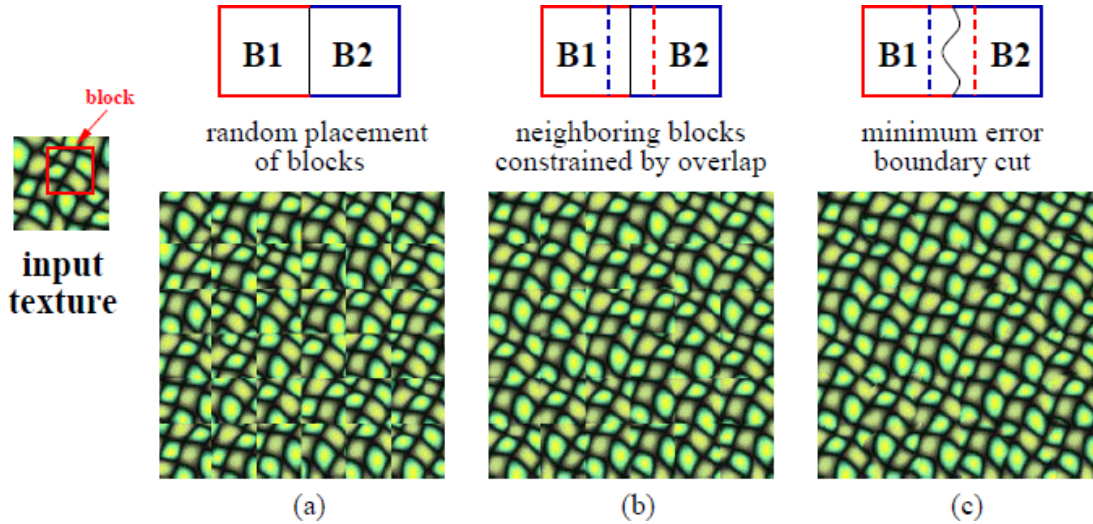 B1 B2
B1 B2
B1 B2
block
random placement
of blocks
neighboring blocks
constrained by overlap
minimum error
boundary cut
input
texture
(a)
(b)
(c)